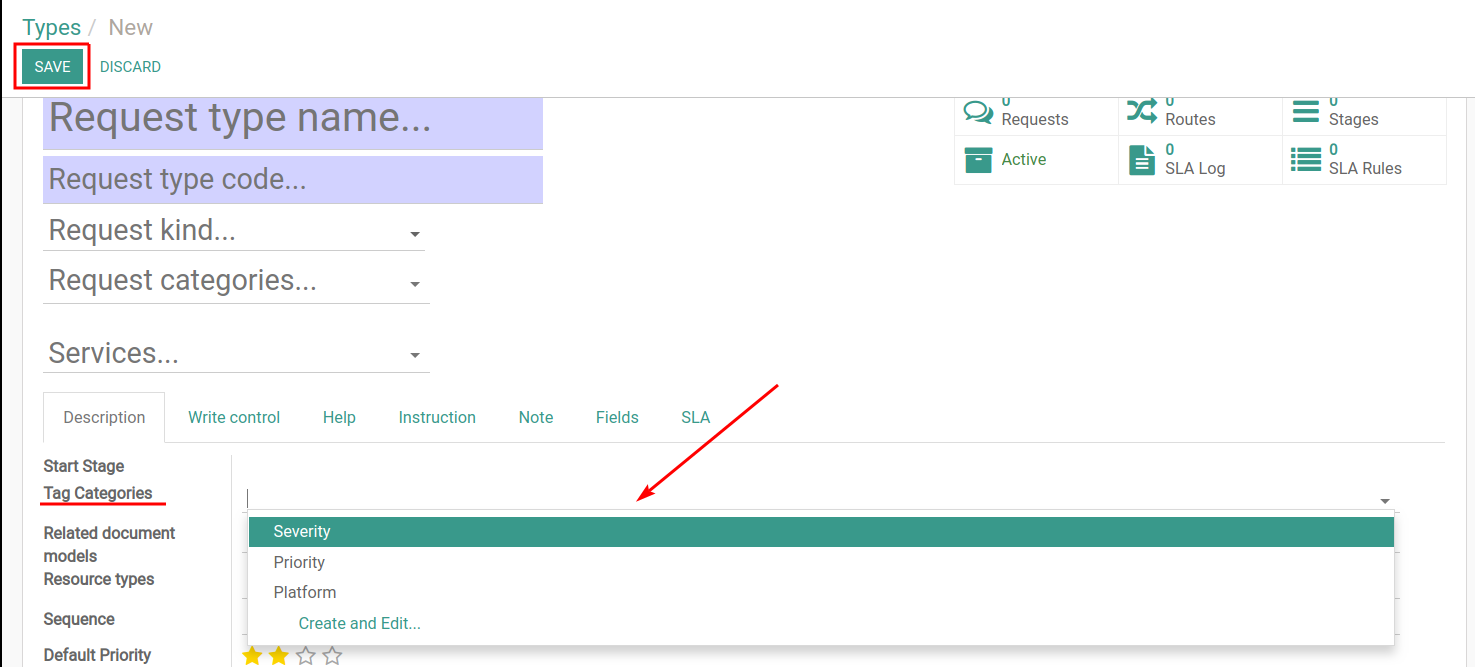 Types / New
SAVE DISCARD
Request type name...
0 Requests
0 Routes
0 Stages
Request type code...
Active
0 SLA Log
0 SLA Rules
Request kind...
Request categories...
Services...
Description Write control Help Instruction Note Fields SLA
Start Stage
Tag Categories
Severity
Priority
Platform
Create and Edit...
Related document
models
Resource types
Sequence
Default Priority